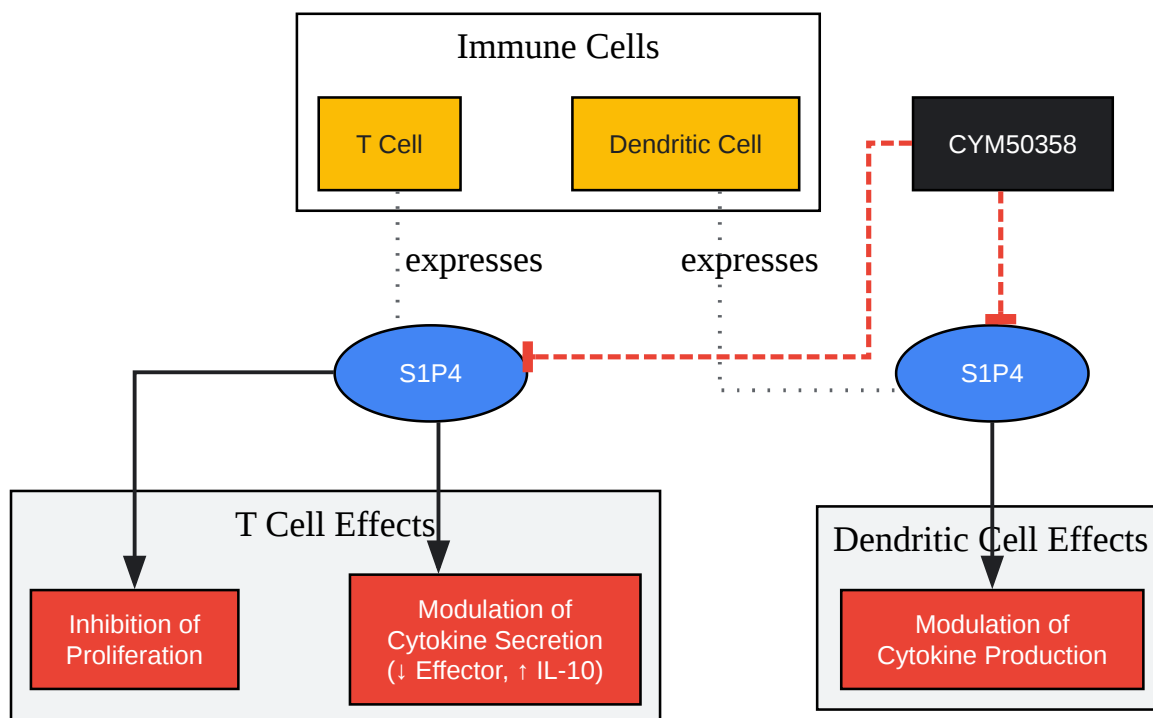 Immune Cells
T Cell
Dendritic Cell
CYM50358
expresses
expresses
S1P4
S1P4
T Cell Effects
Dendritic Cell Effects
Inhibition of
Proliferation
Modulation of
Cytokine Secretion
(↓ Effector, ↑ IL-10)
Modulation of
Cytokine Production